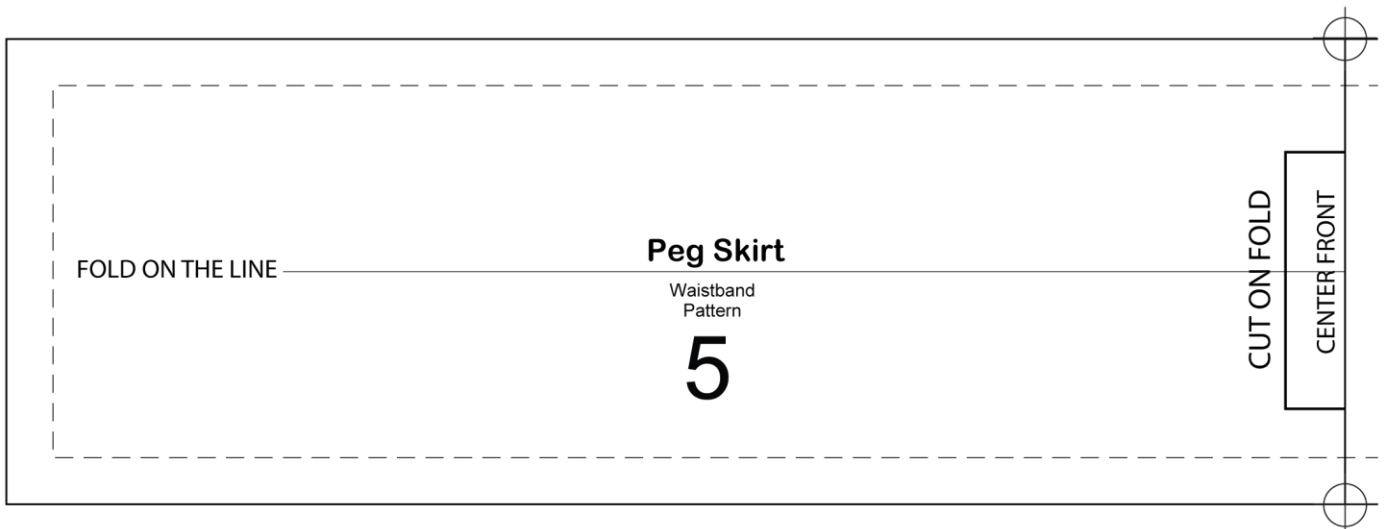 Peg Skirt
FOLD ON THE LINE
Waistband
Pattern
5
CUT ON FOLD
CENTER FRONT